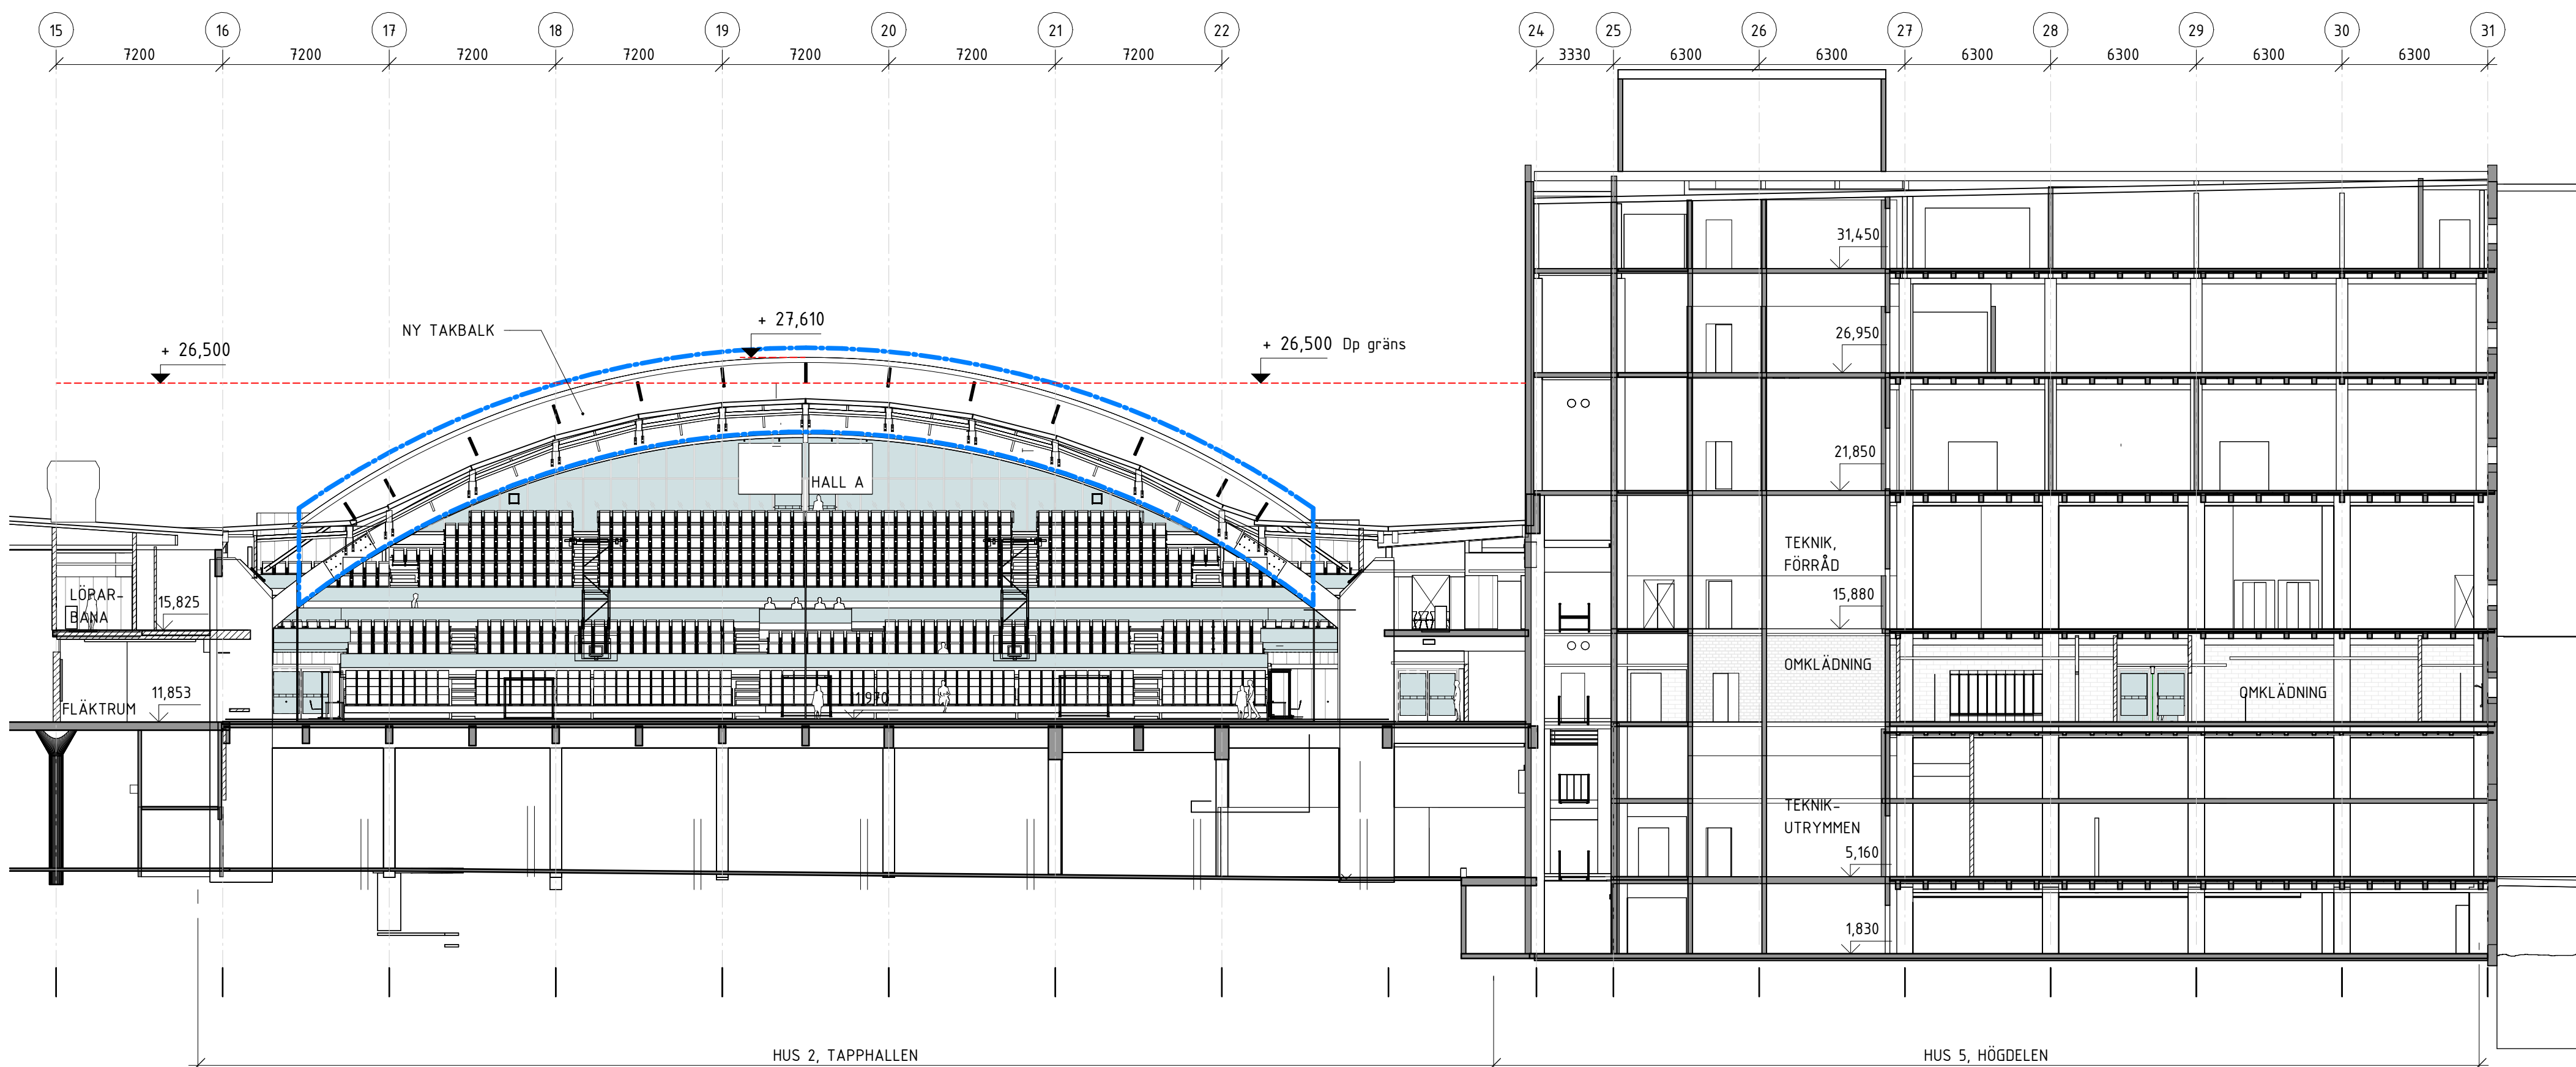 15 16 17 18 19 20 21 22 24 25 26 27 28 29 30 31
7200 7200 7200 7200 7200 7200 7200 3330 6300 6300 6300 6300 6300 6300
31,450
+ 27,610
NY TAKBALK
26,950
+ 26,500
+ 26,500 Dp gräns
21,850
HALL A
TEKNIK,
FÖRRÅD
LÖPAR-
BANA
15,825
15,880
OMKLÄDNING
OMKLÄDNING
11,853
11,970
FLÄKTRUM
TEKNIK-
UTRYMMEN
5,160
1,830
HUS 2, TAPPHALLEN
HUS 5, HÖGDELEN